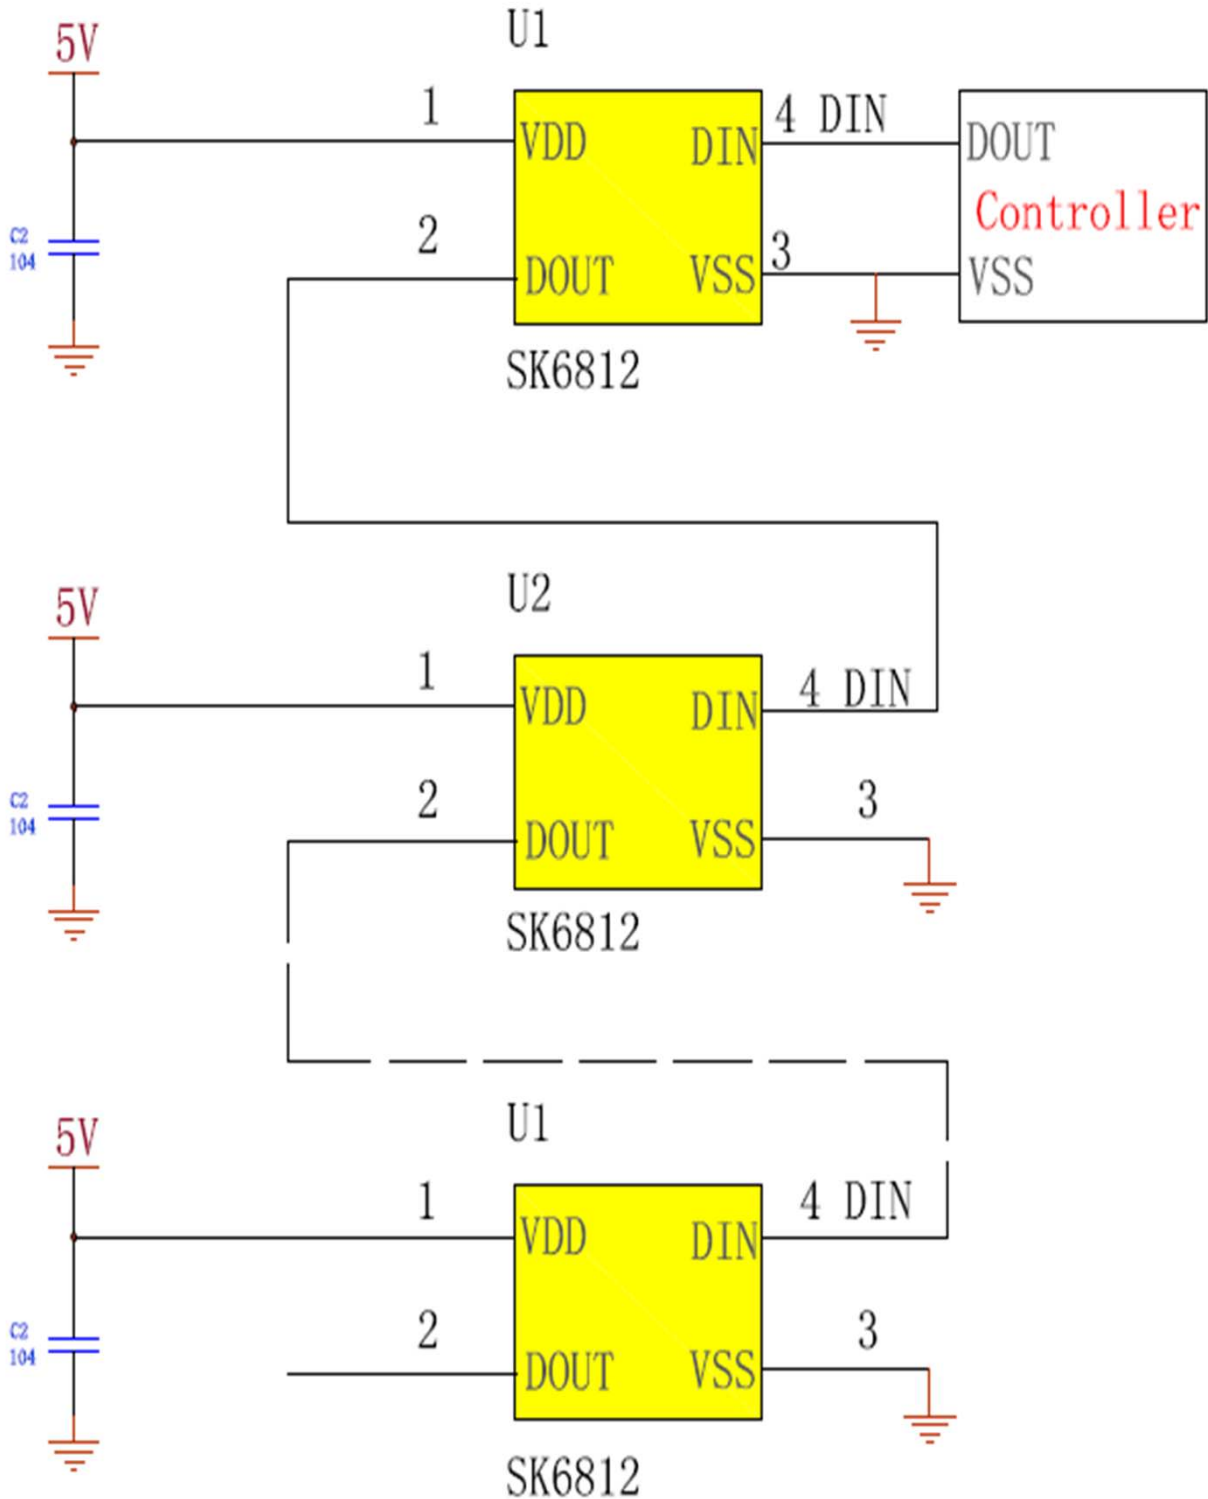 U1
5V
1
4 DIN
VDD
DIN
DOUT
Controller
2
3
C2
104
DOUT
VSS
VSS
SK6812
U2
5V
1
4 DIN
VDD
DIN
2
3
C2
104
DOUT
VSS
SK6812
U1
5V
1
4 DIN
VDD
DIN
2
3
C2
104
DOUT
VSS
SK6812